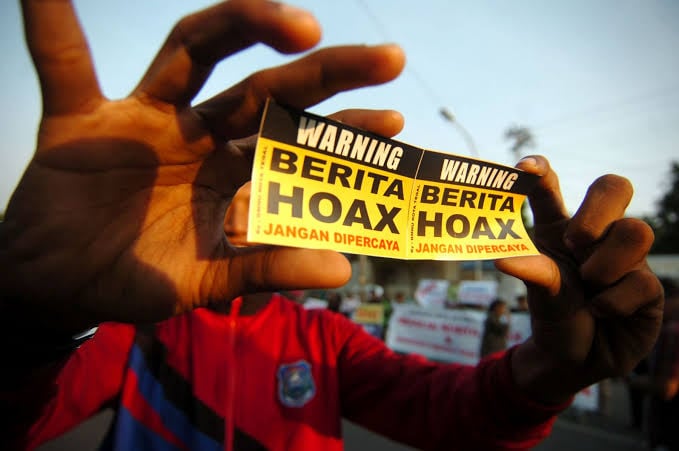 WARNING
BERITA
HOAX
JANGAN DIPERCAYA
WARNING
BERITA
HOAX
JANGAN DIPERCAYA